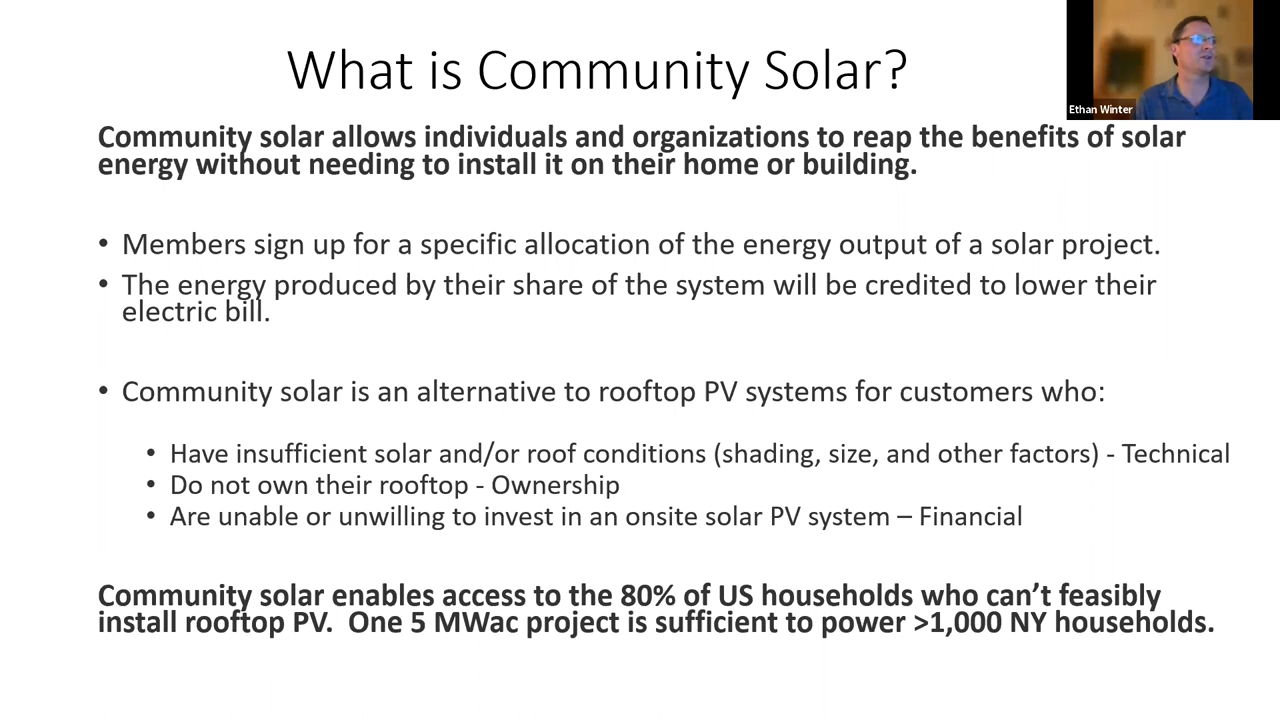 What is Community Solar?
Ethan Winter
Community solar allows individuals and organizations to reap the benefits of solar
energy without needing to install it on their home or building.
• Members sign up for a specific allocation of the energy output of a solar project.
• The energy produced by their share of the system will be credited to lower their
electric bill.
• Community solar is an alternative to rooftop PV systems for customers who:
• Have insufficient solar and/or roof conditions (shading, size, and other factors) - Technical
• Do not own their rooftop - Ownership
• Are unable or unwilling to invest in an onsite solar PV system – Financial
Community solar enables access to the 80% of US households who can’t feasibly
install rooftop PV.  One 5 MWac project is sufficient to power >1,000 NY households.